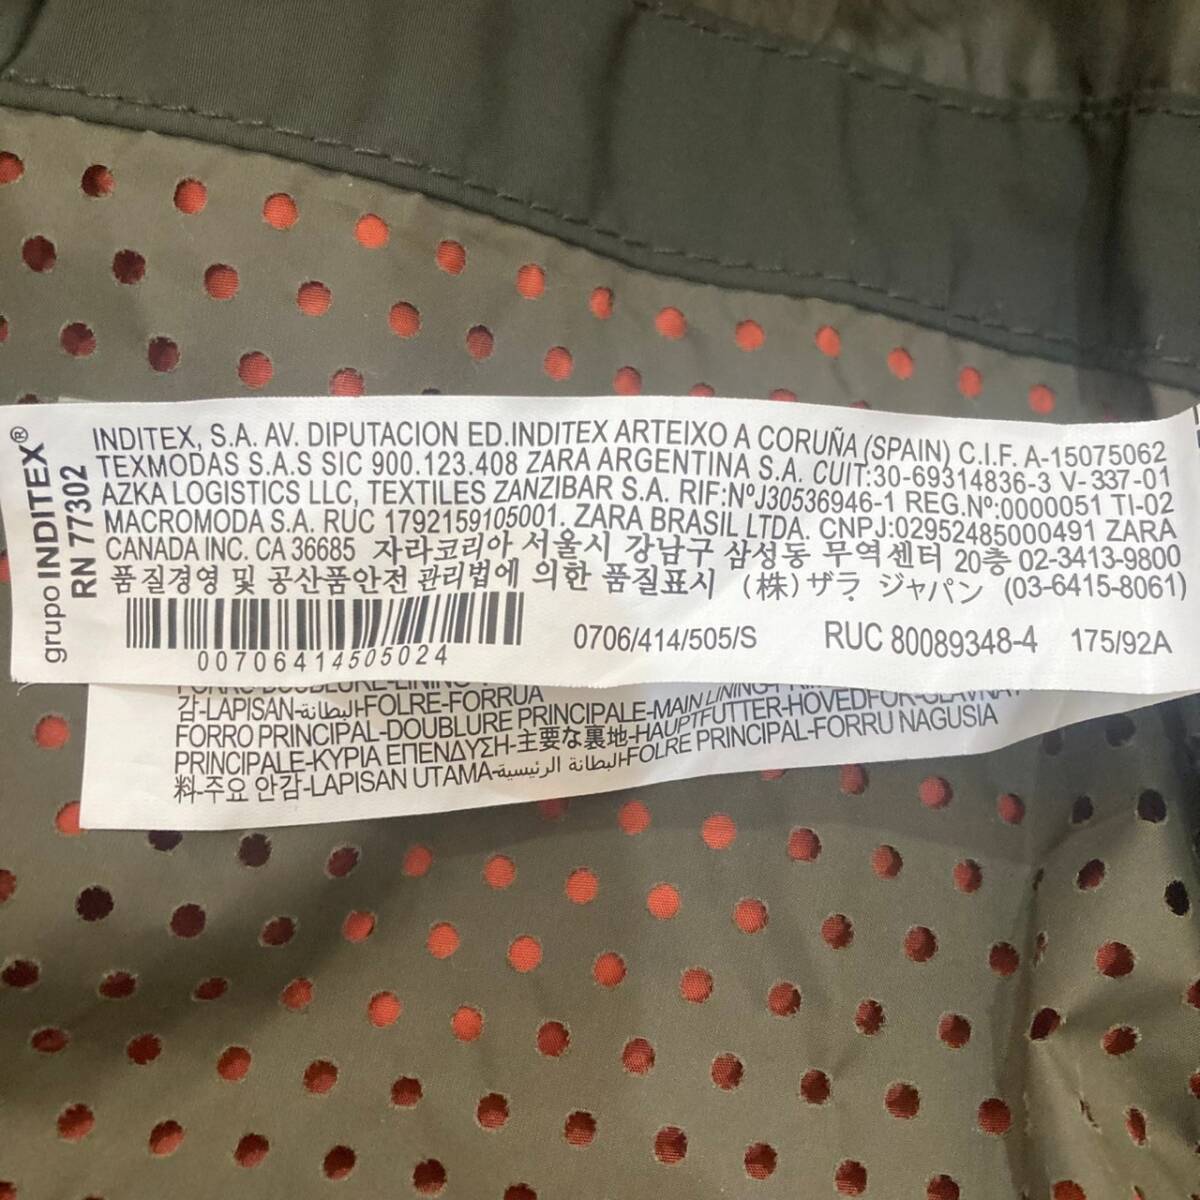 grupo INDITEX®
RN 77302
INDITEX, S.A. AV. DIPUTACION ED.INDITEX ARTEIXO A CORUÑA (SPAIN) C.I.F. A-15075062
TEXMODAS S.A.S SIC 900.123.408 ZARA ARGENTINA S.A. CUIT:30-69314836-3 V-337-01
AZKA LOGISTICS LLC, TEXTILES ZANZIBAR S.A. RIF:NºJ30536946-1 REG.Nº:0000051 TI-02
MACROMODA S.A. RUC 1792159105001. ZARA BRASIL LTDA. CNPJ:02952485000491 ZARA
CANADA INC. CA 36685 자라코리아 서울시 강남구 삼성동 무역센터 20층 02-3413-9800
품질경영 및 공산품안전 관리법에 의한 품질표시 (株) ザラ ジャパン (03-6415-8061)
00706414505024
0706/414/505/S RUC 80089348-4 175/92A
감-LAPISAN-البطانة-FOLRE-FORRUA
FORRO PRINCIPAL-DOUBLURE PRINCIPALE-MAIN LINING-
PRINCIPALE-ΚΥΡΙΑ ΕΠΕΝΔΥΣΗ-主要な裏地-HAUPTFUTTER-HOVEDFOR-
料-주요 안감-LAPISAN UTAMA-البطانة الرئيسية-FOLRE PRINCIPAL-FORRU NAGUSIA